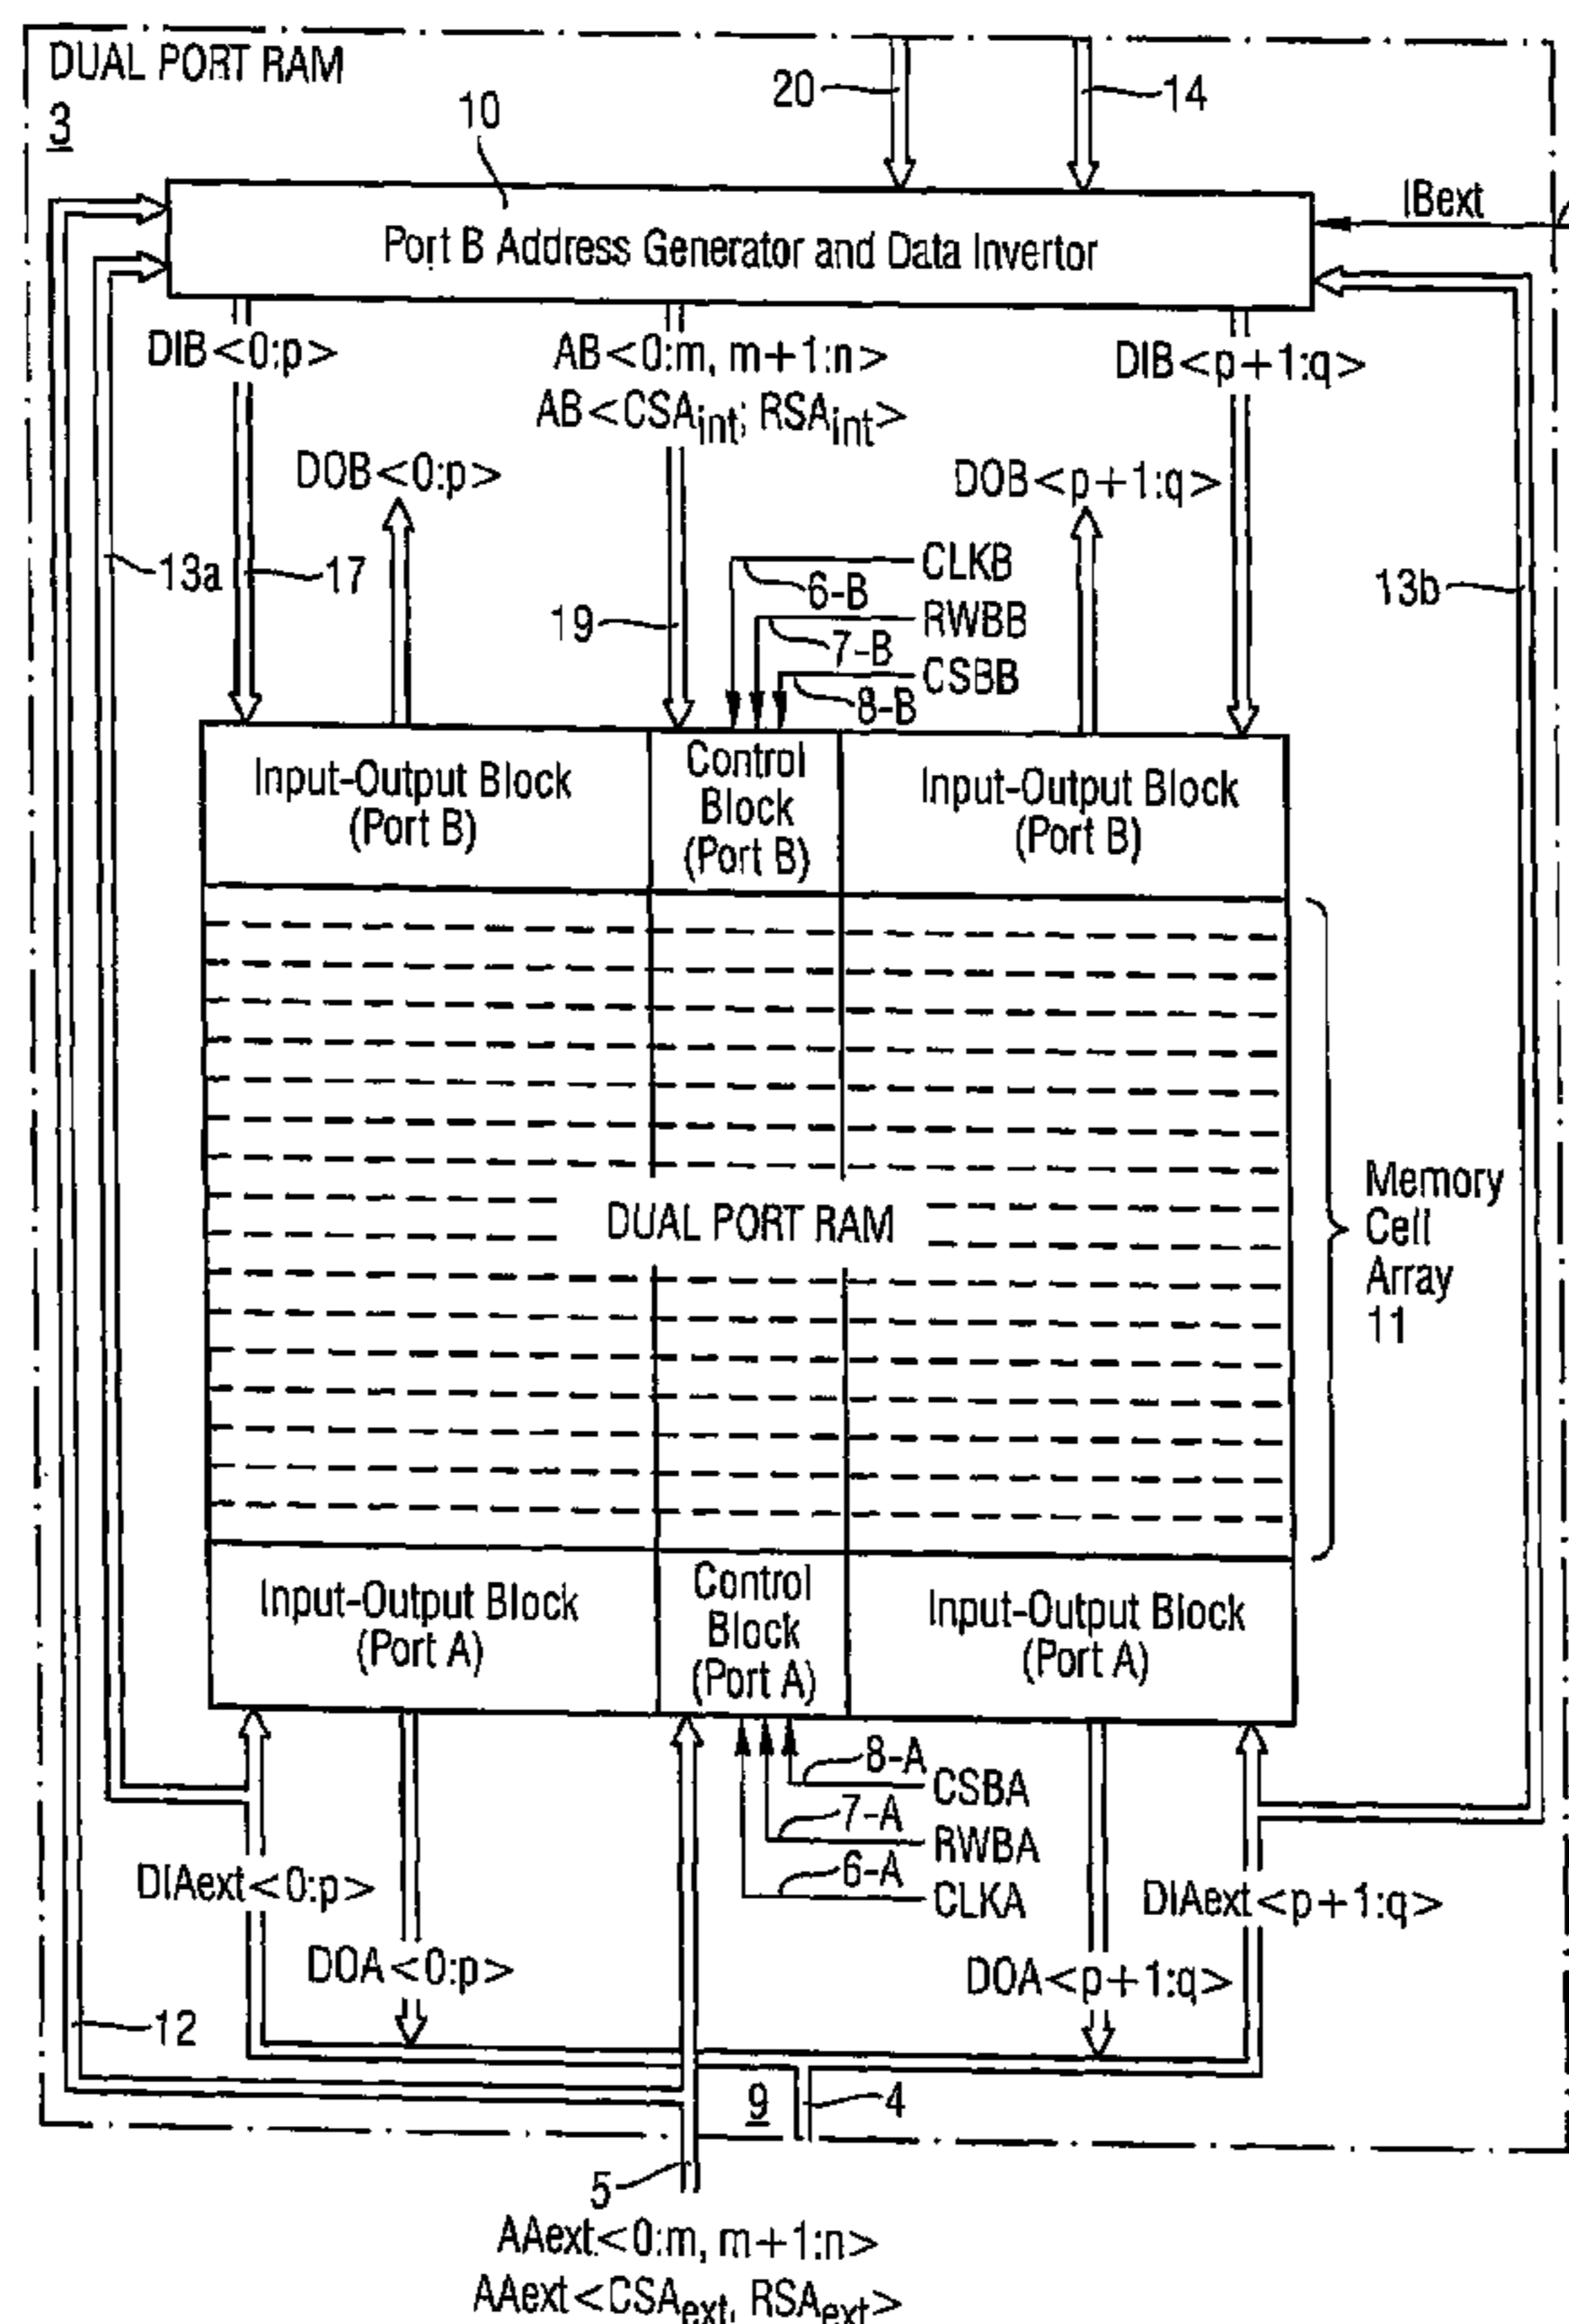 DUAL PORT RAM
3
10
20
14
IBext
Port B Address Generator and Data Invertor
DIB<0:p>
AB<0:m, m+1:n>
AB<CSAint; RSAint>
DIB<p+1:q>
DOB<0:p>
DOB<p+1:q>
13a
17
19
CLKB
6-B
RWBB
7-B
CSBB
8-B
13b
Input-Output Block
(Port B)
Control
Block
(Port B)
Input-Output Block
(Port B)
DUAL PORT RAM
Memory
Cell
Array
11
Input-Output Block
(Port A)
Control
Block
(Port A)
Input-Output Block
(Port A)
8-A
CSBA
7-A
RWBA
6-A
CLKA
DIAext<0:p>
DIAext<p+1:q>
DOA<0:p>
DOA<p+1:q>
12
9
4
5
AAext<0:m, m+1:n>
AAext<CSAext, RSAext>